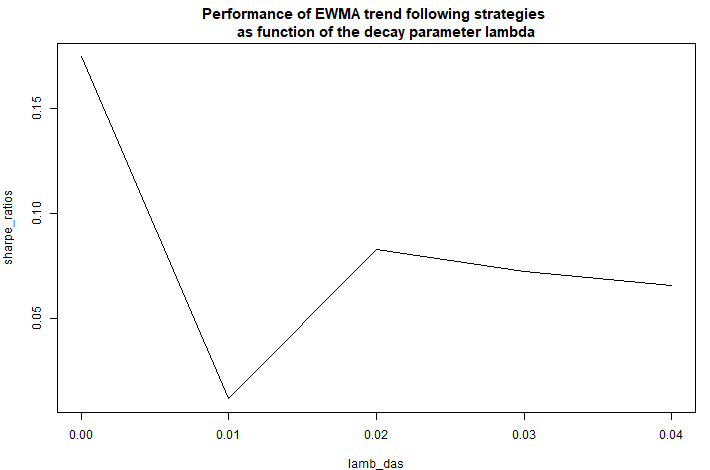 Performance of EWMA trend following strategies
as function of the decay parameter lambda
sharpe_ratios
0.15
0.10
0.05
0.00 0.01 0.02 0.03 0.04
lamb_das